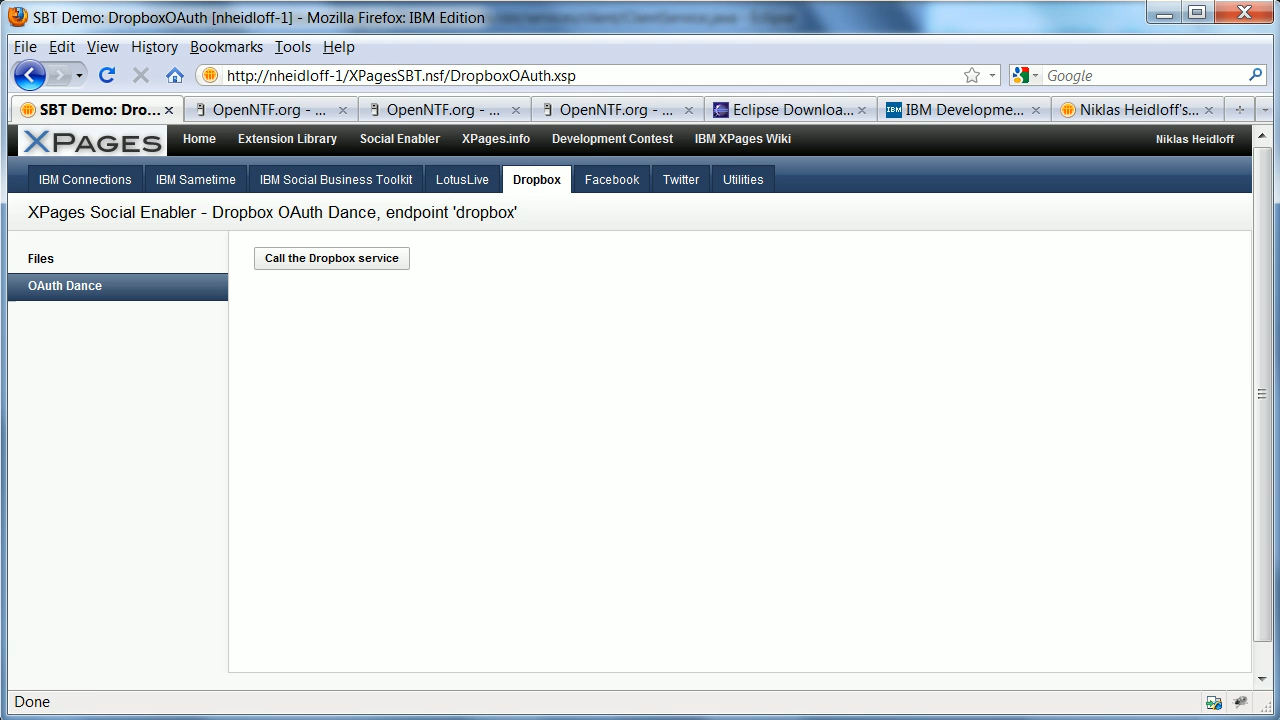 SBT Demo: DropboxOAuth [nheidloff-1] - Mozilla Firefox: IBM Edition
File Edit View History Bookmarks Tools Help
http://nheidloff-1/XPagesSBT.nsf/DropboxOAuth.xsp
Google
SBT Demo: Dro... OpenNTF.org - ... OpenNTF.org - ... OpenNTF.org - ... Eclipse Downloa... IBM IBM Developme... Niklas Heidloff's...
XPAGES Home Extension Library Social Enabler XPages.info Development Contest IBM XPages Wiki Niklas Heidloff
IBM Connections IBM Sametime IBM Social Business Toolkit LotusLive Dropbox Facebook Twitter Utilities
XPages Social Enabler - Dropbox OAuth Dance, endpoint 'dropbox'
Files
Call the Dropbox service
OAuth Dance
Done